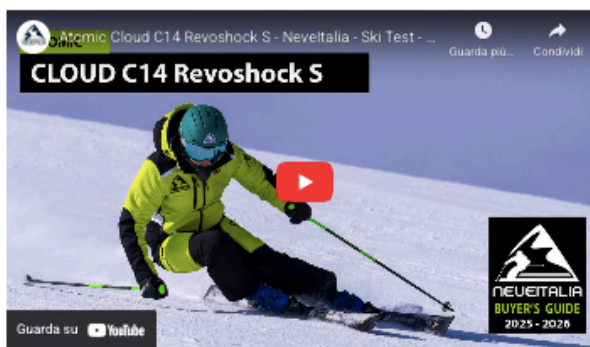 Atomic Cloud C14 Revoshock S - NeveItalia - Ski Test - ...
Guarda più...
Condividi
CLOUD C14 Revoshock S
NEVEITALIA
BUYER'S GUIDE
2025 - 2026
Guarda su YouTube